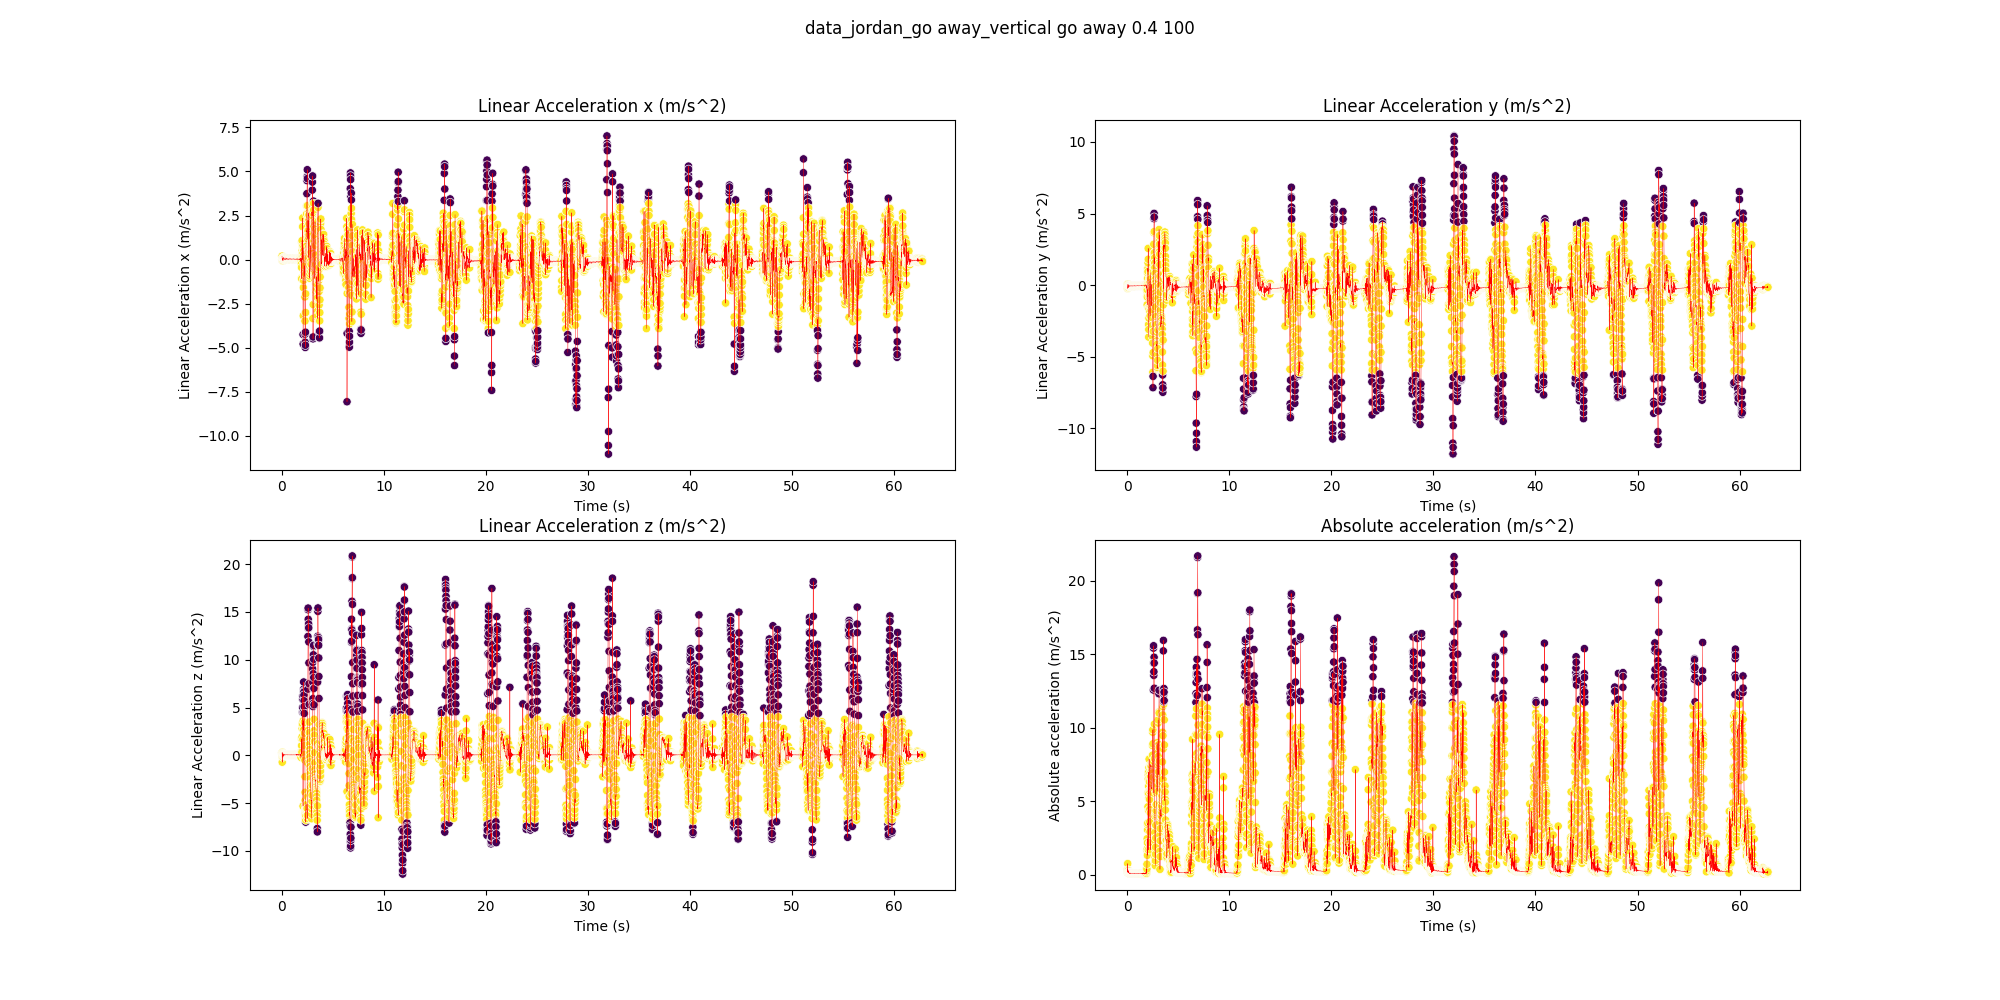 data_jordan_go away_vertical go away 0.4 100
Linear Acceleration x (m/s^2)
Linear Acceleration x (m/s^2)
7.5
5.0
2.5
0.0
−2.5
−5.0
−7.5
−10.0
0 10 20 30 40 50 60
Time (s)
Linear Acceleration y (m/s^2)
Linear Acceleration y (m/s^2)
10
5
0
−5
−10
0 10 20 30 40 50 60
Time (s)
Linear Acceleration z (m/s^2)
Linear Acceleration z (m/s^2)
20
15
10
5
0
−5
−10
0 10 20 30 40 50 60
Time (s)
Absolute acceleration (m/s^2)
Absolute acceleration (m/s^2)
20
15
10
5
0
0 10 20 30 40 50 60
Time (s)